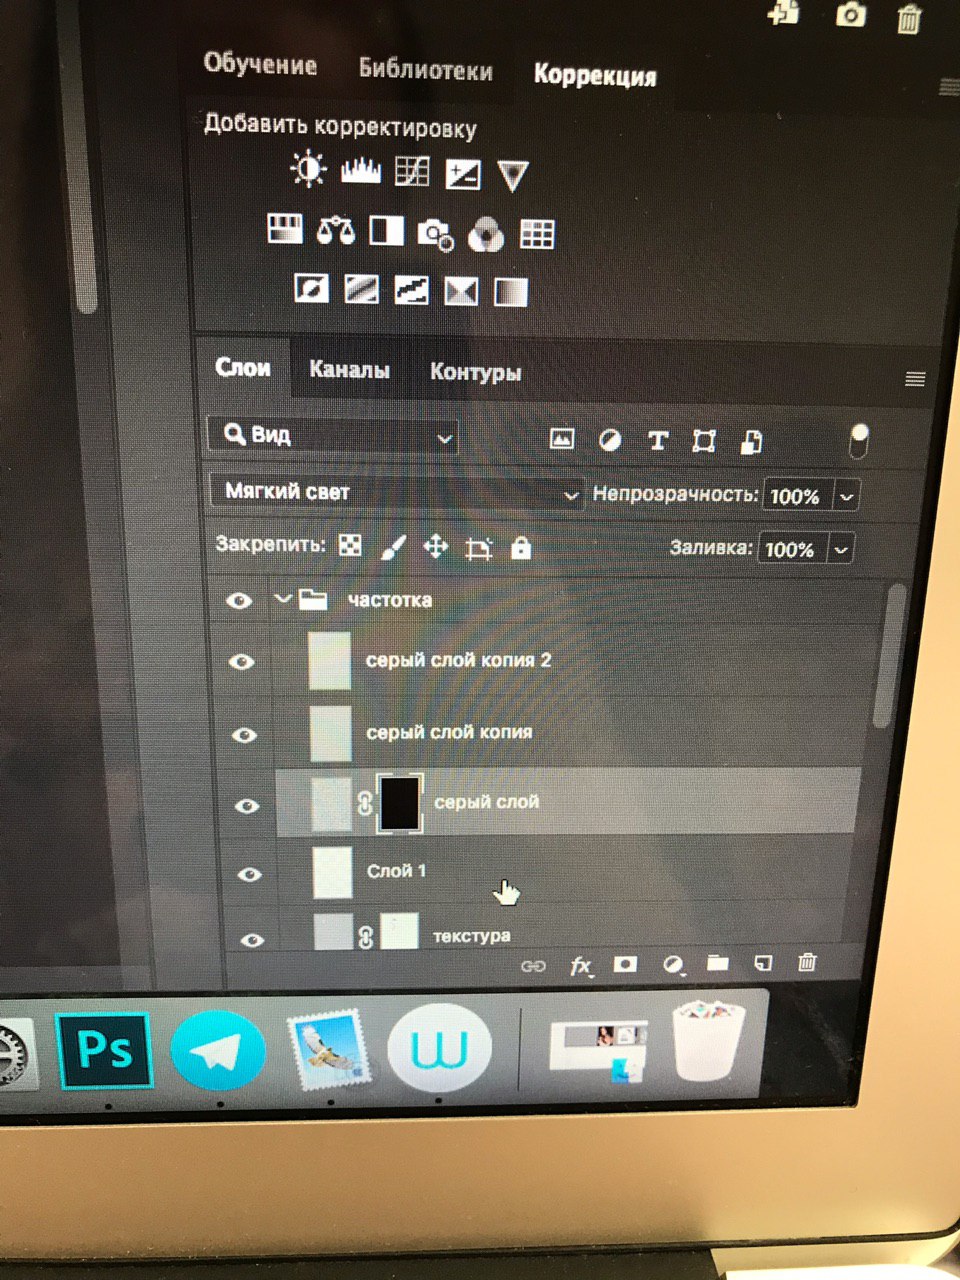 Обучение Библиотеки Коррекция
Добавить корректировку
Слои Каналы Контуры
Вид
Мягкий свет Непрозрачность: 100%
Закрепить: Заливка: 100%
частотка
серый слой копия 2
серый слой копия
серый слой
Слой 1
текстура
fx
Ps